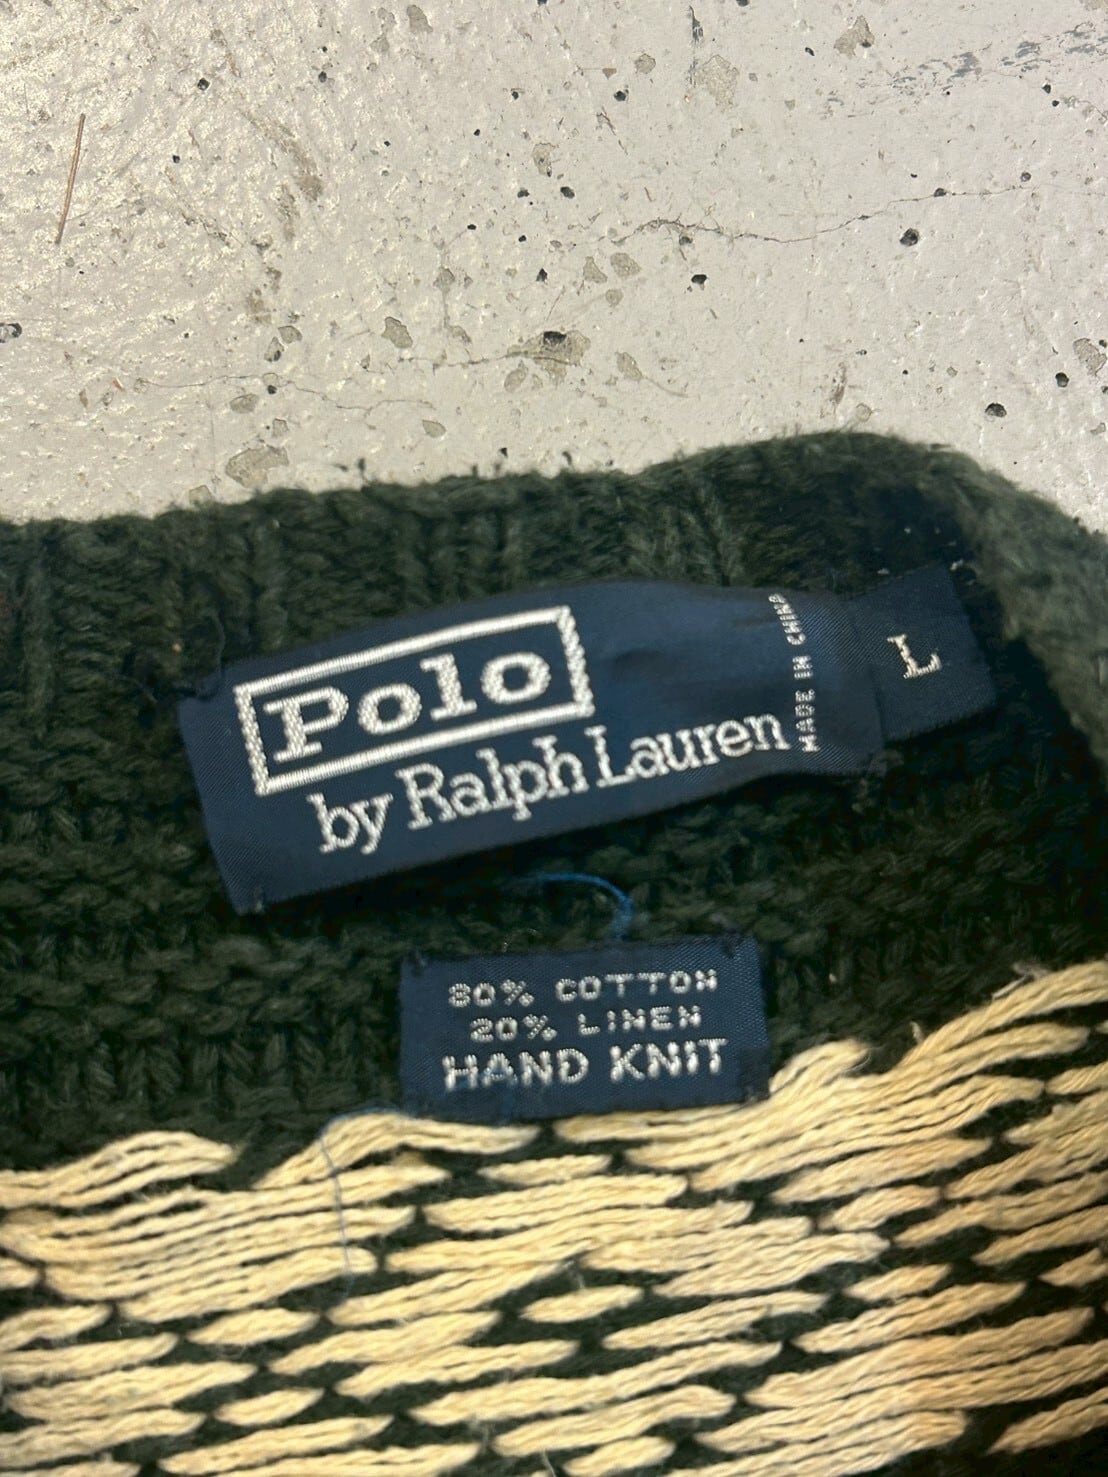 Polo
by Ralph Lauren
MADE IN CHINA
L
80% COTTON
20% LINEN
HAND KNIT